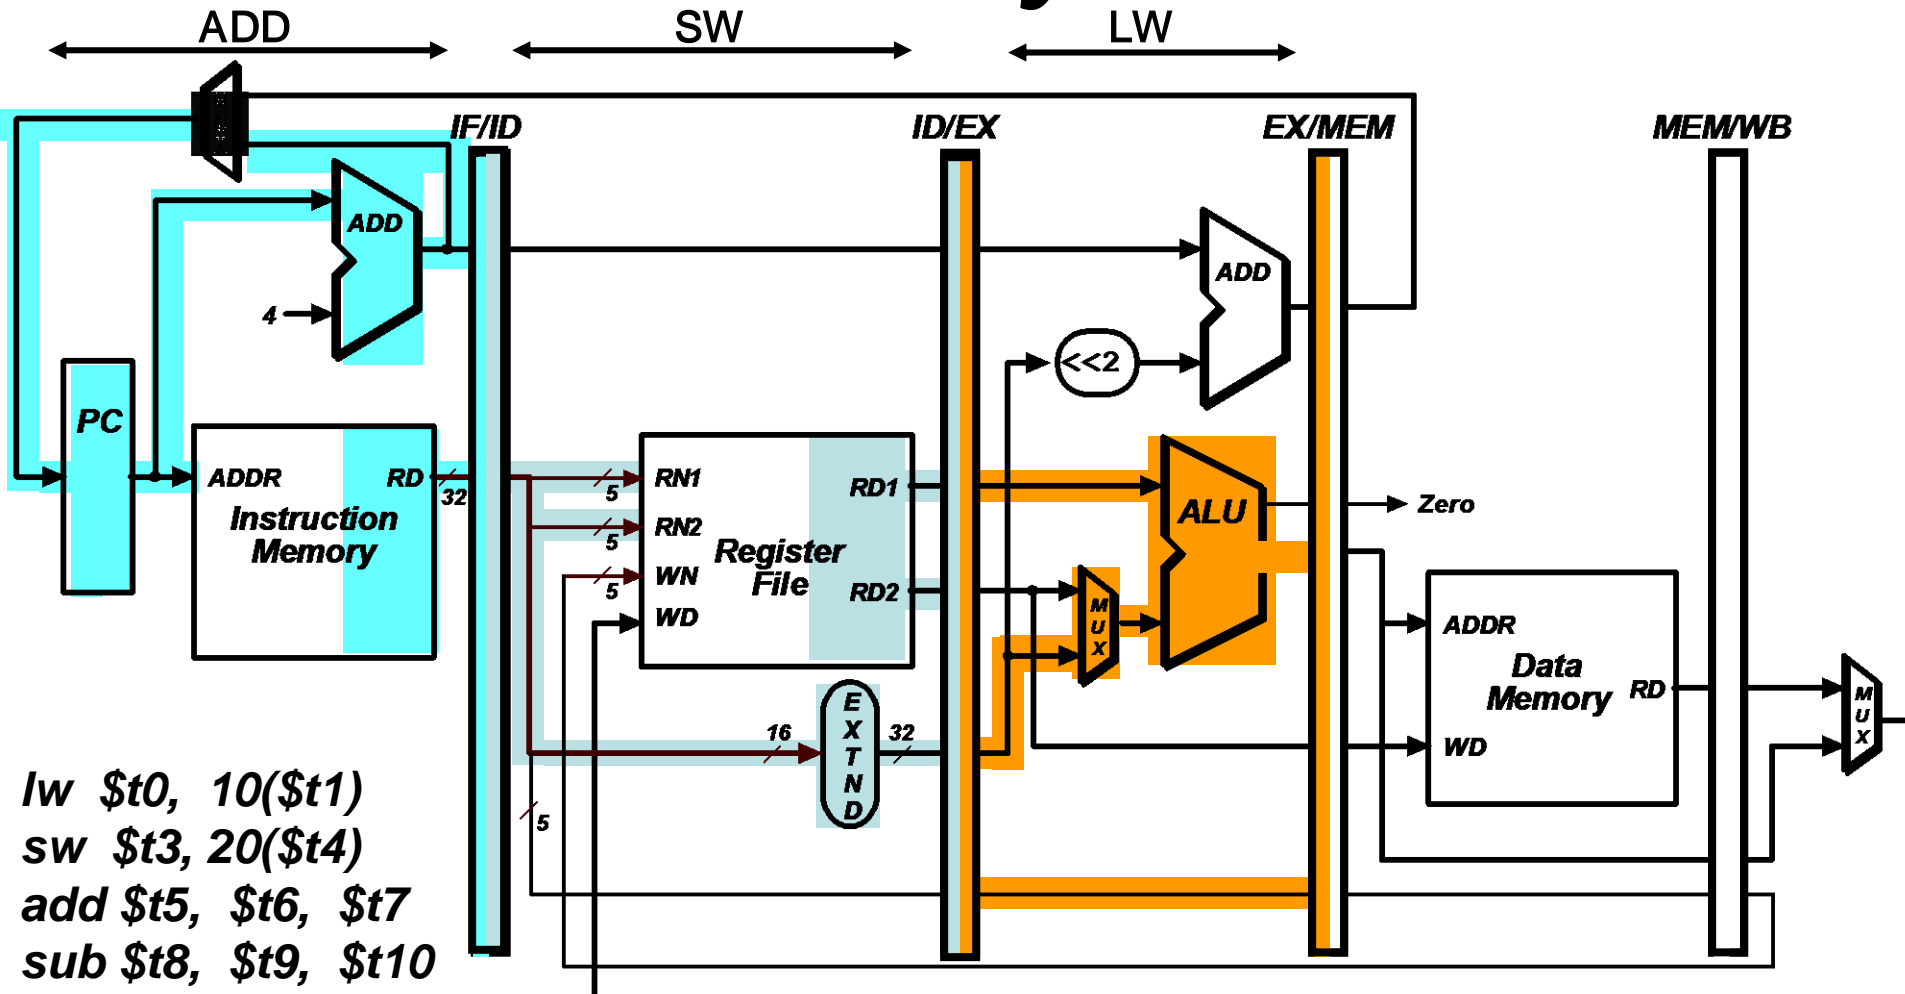 ADD
SW
LW
IF/ID
ID/EX
EX/MEM
MEM/WB
ADD
4
ADD
<<2
PC
ADDR
RD
32
Instruction
Memory
5
RN1
5
RN2
5
WN
WD
RD1
RD2
Register
File
16
E
X
T
N
D
32
5
M
U
X
ALU
Zero
ADDR
Data
Memory
RD
WD
M
U
X
lw $t0, 10($t1)
sw $t3, 20($t4)
add $t5, $t6, $t7
sub $t8, $t9, $t10